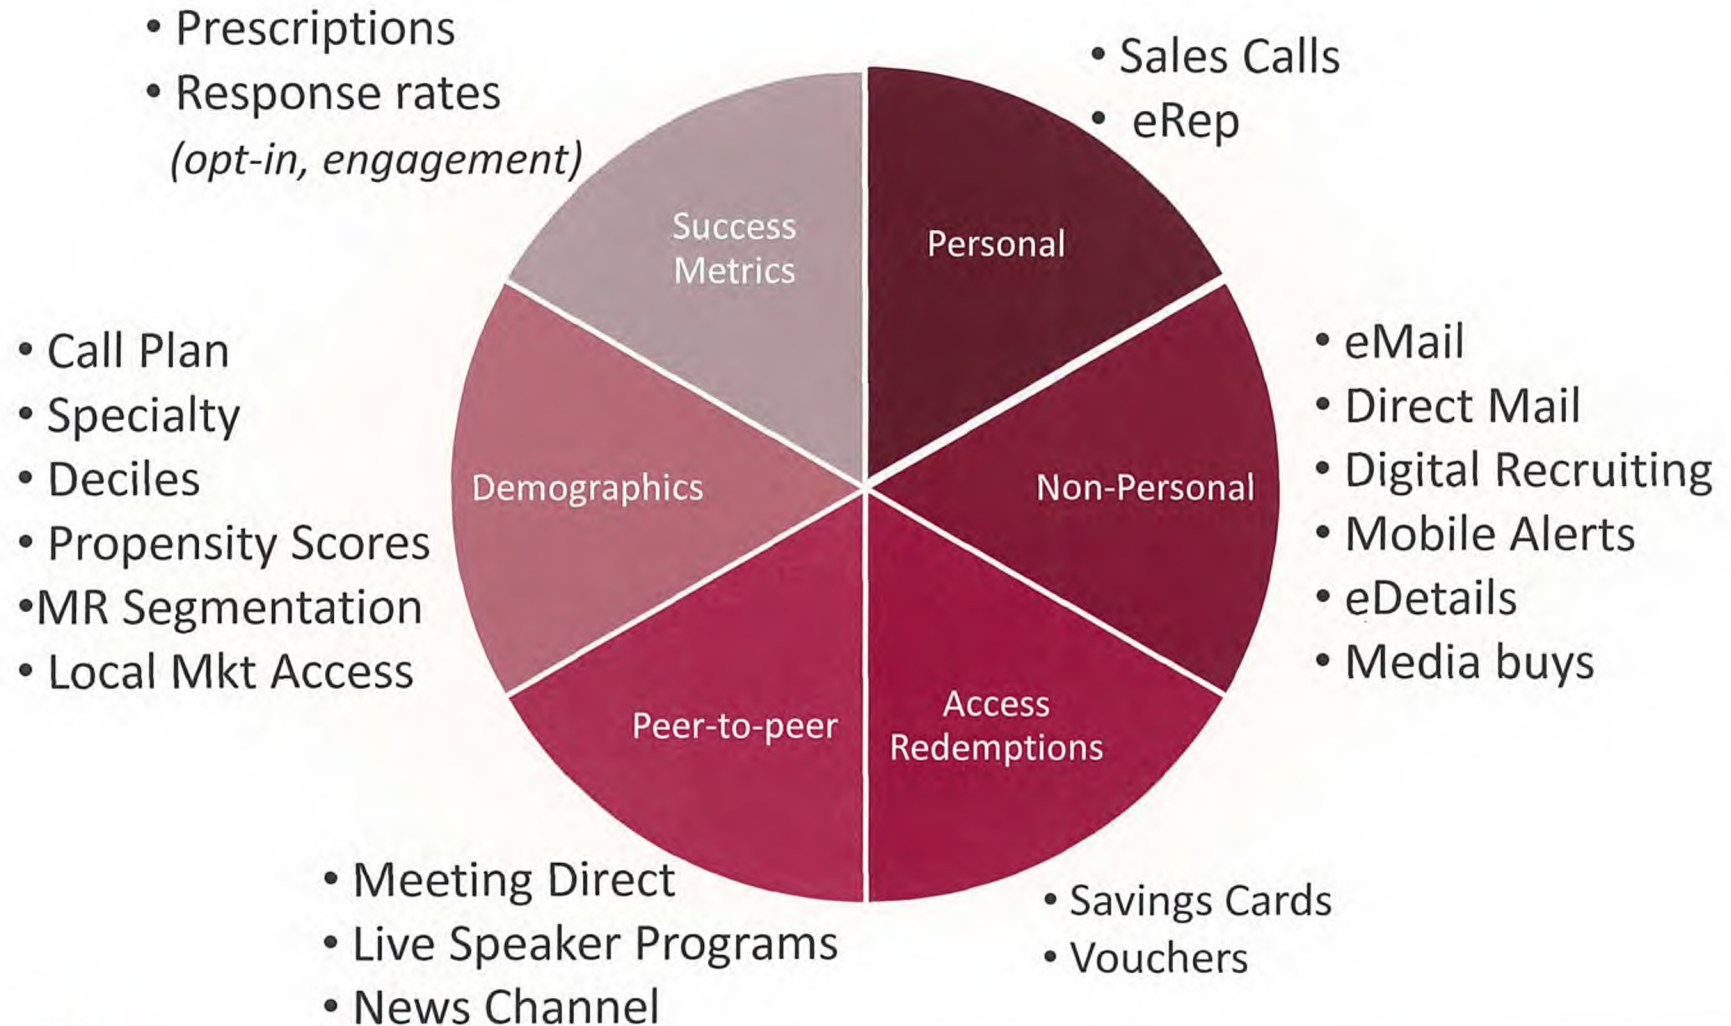 • Prescriptions
• Response rates
(opt-in, engagement)
• Sales Calls
• eRep
Success
Metrics
Personal
• Call Plan
• Specialty
• Deciles
• Propensity Scores
•MR Segmentation
• Local Mkt Access
Demographics
Non-Personal
• eMail
• Direct Mail
• Digital Recruiting
• Mobile Alerts
• eDetails
• Media buys
Peer-to-peer
Access
Redemptions
• Meeting Direct
• Live Speaker Programs
• News Channel
• Savings Cards
• Vouchers